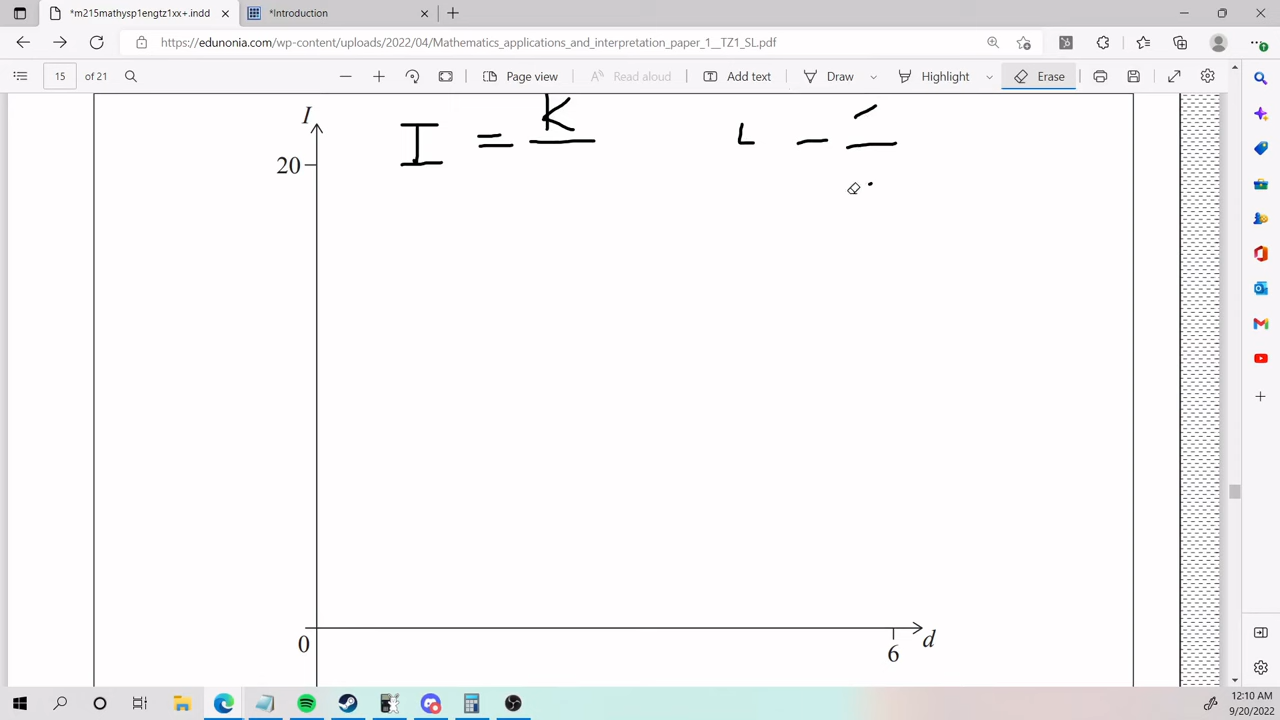 *m215mathysp1engtz1xx+.indd
*Introduction
https://edunonia.com/wp-content/uploads/2022/04/Mathematics_applications_and_interpretation_paper_1__TZ1_SL.pdf
15 of 21
Page view
Read aloud
Add text
Draw
Highlight
Erase
I
20
I = K
0
6
d
12:10 AM
9/20/2022